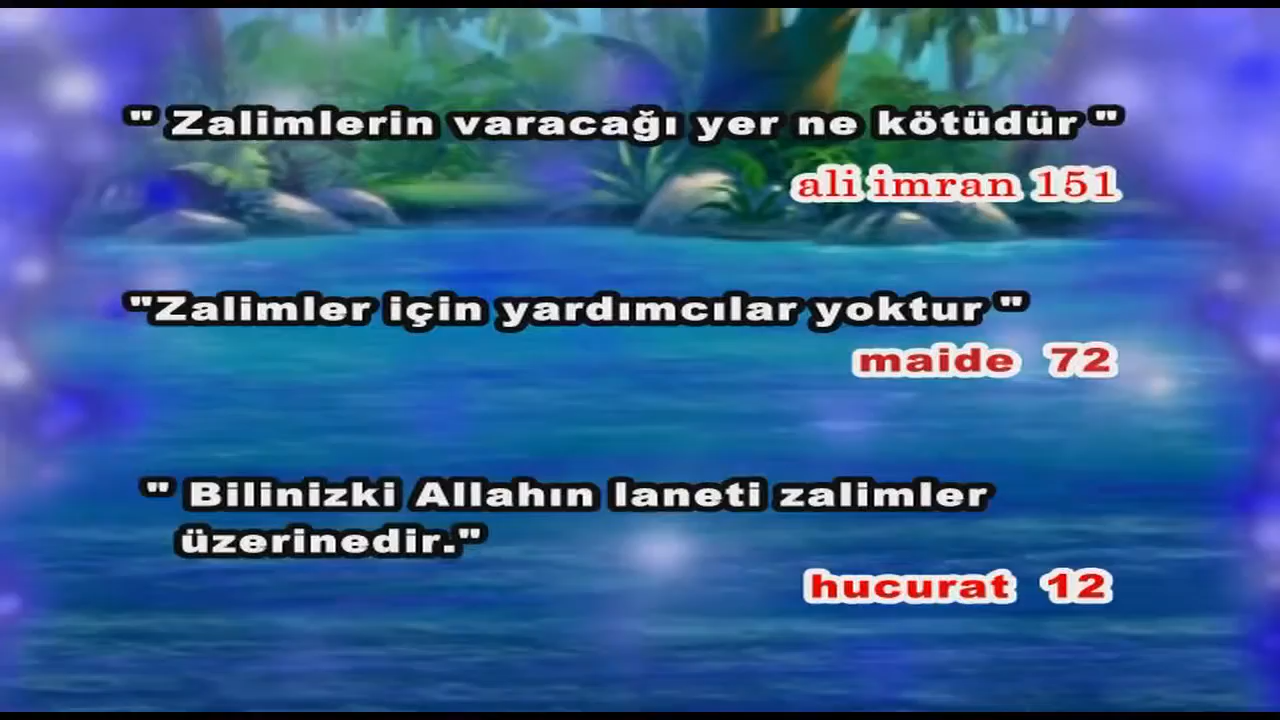 " Zalimlerin varacağı yer ne kötüdür "
ali imran 151
"Zalimler için yardımcılar yoktur "
maide 72
" Bilinizki Allahın laneti zalimler
üzerinedir."
hucurat 12